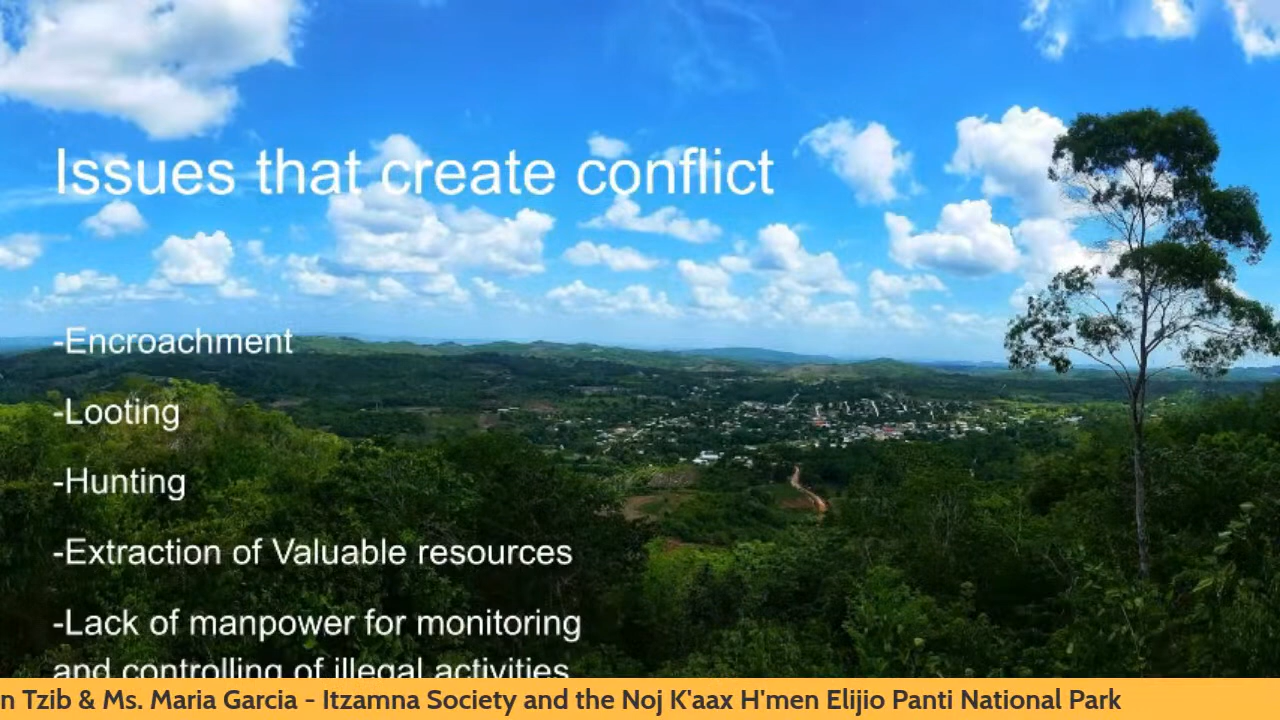 Issues that create conflict
-Encroachment
-Looting
-Hunting
-Extraction of Valuable resources
-Lack of manpower for monitoring
and controlling of illegal activities
Tzib & Ms. Maria Garcia - Itzamna Society and the Noj K'aax H'men Elijio Panti National Park